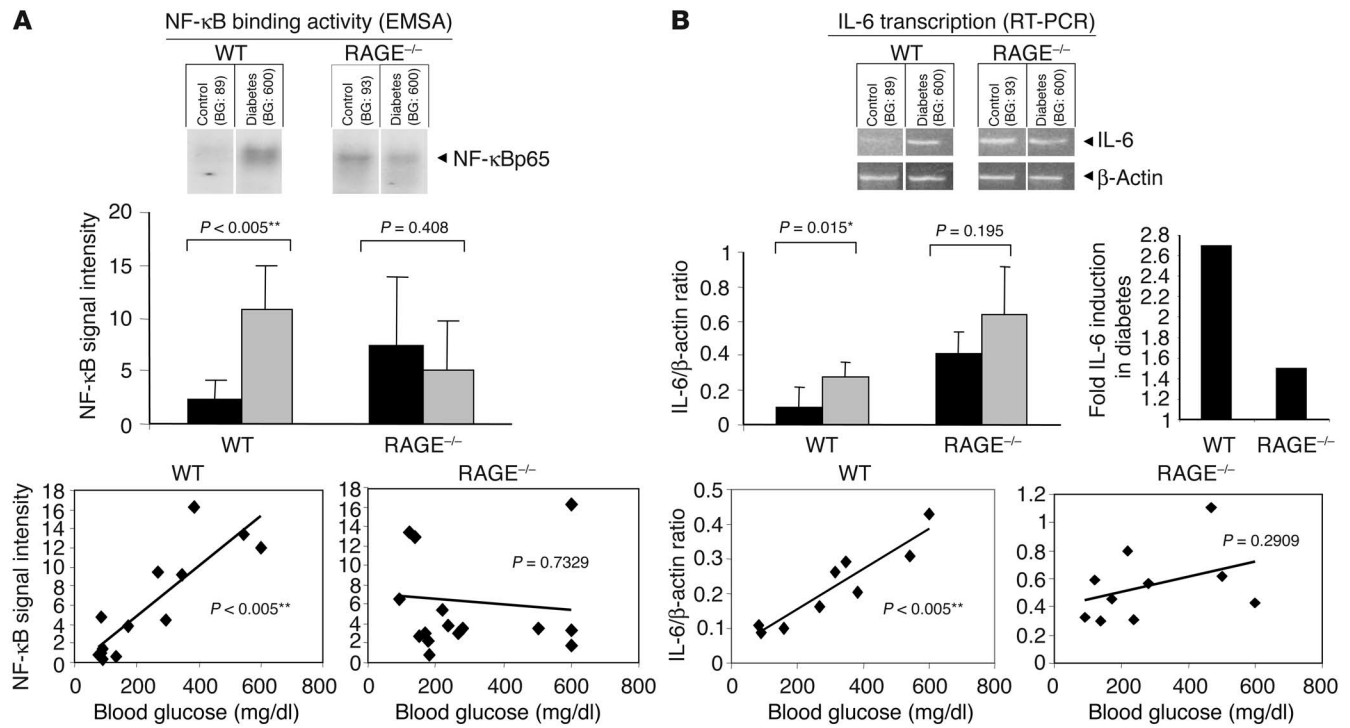 A
NF-κB binding activity (EMSA)
WT
RAGE–/–
Control
(BG: 89)
Diabetes
(BG: 600)
Control
(BG: 93)
Diabetes
(BG: 600)
NF-κBp65
NF-κB signal intensity
20
15
10
5
0
P < 0.005**
P = 0.408
WT
RAGE–/–
WT
NF-κB signal intensity
18
16
14
12
10
8
6
4
2
0
P < 0.005**
0 200 400 600 800
Blood glucose (mg/dl)
RAGE–/–
18
16
14
12
10
8
6
4
2
0
P = 0.7329
0 200 400 600 800
Blood glucose (mg/dl)
B
IL-6 transcription (RT-PCR)
WT
RAGE–/–
Control
(BG: 89)
Diabetes
(BG: 600)
Control
(BG: 93)
Diabetes
(BG: 600)
IL-6
β-Actin
IL-6/β-actin ratio
1
0.8
0.6
0.4
0.2
0
P = 0.015*
P = 0.195
WT
RAGE–/–
Fold IL-6 induction
in diabetes
2.8
2.6
2.4
2.2
2
1.8
1.6
1.4
1.2
1
WT
RAGE–/–
WT
IL-6/β-actin ratio
0.5
0.4
0.3
0.2
0.1
0
P < 0.005**
0 200 400 600 800
Blood glucose (mg/dl)
RAGE–/–
1.2
1
0.8
0.6
0.4
0.2
0
P = 0.2909
0 200 400 600 800
Blood glucose (mg/dl)